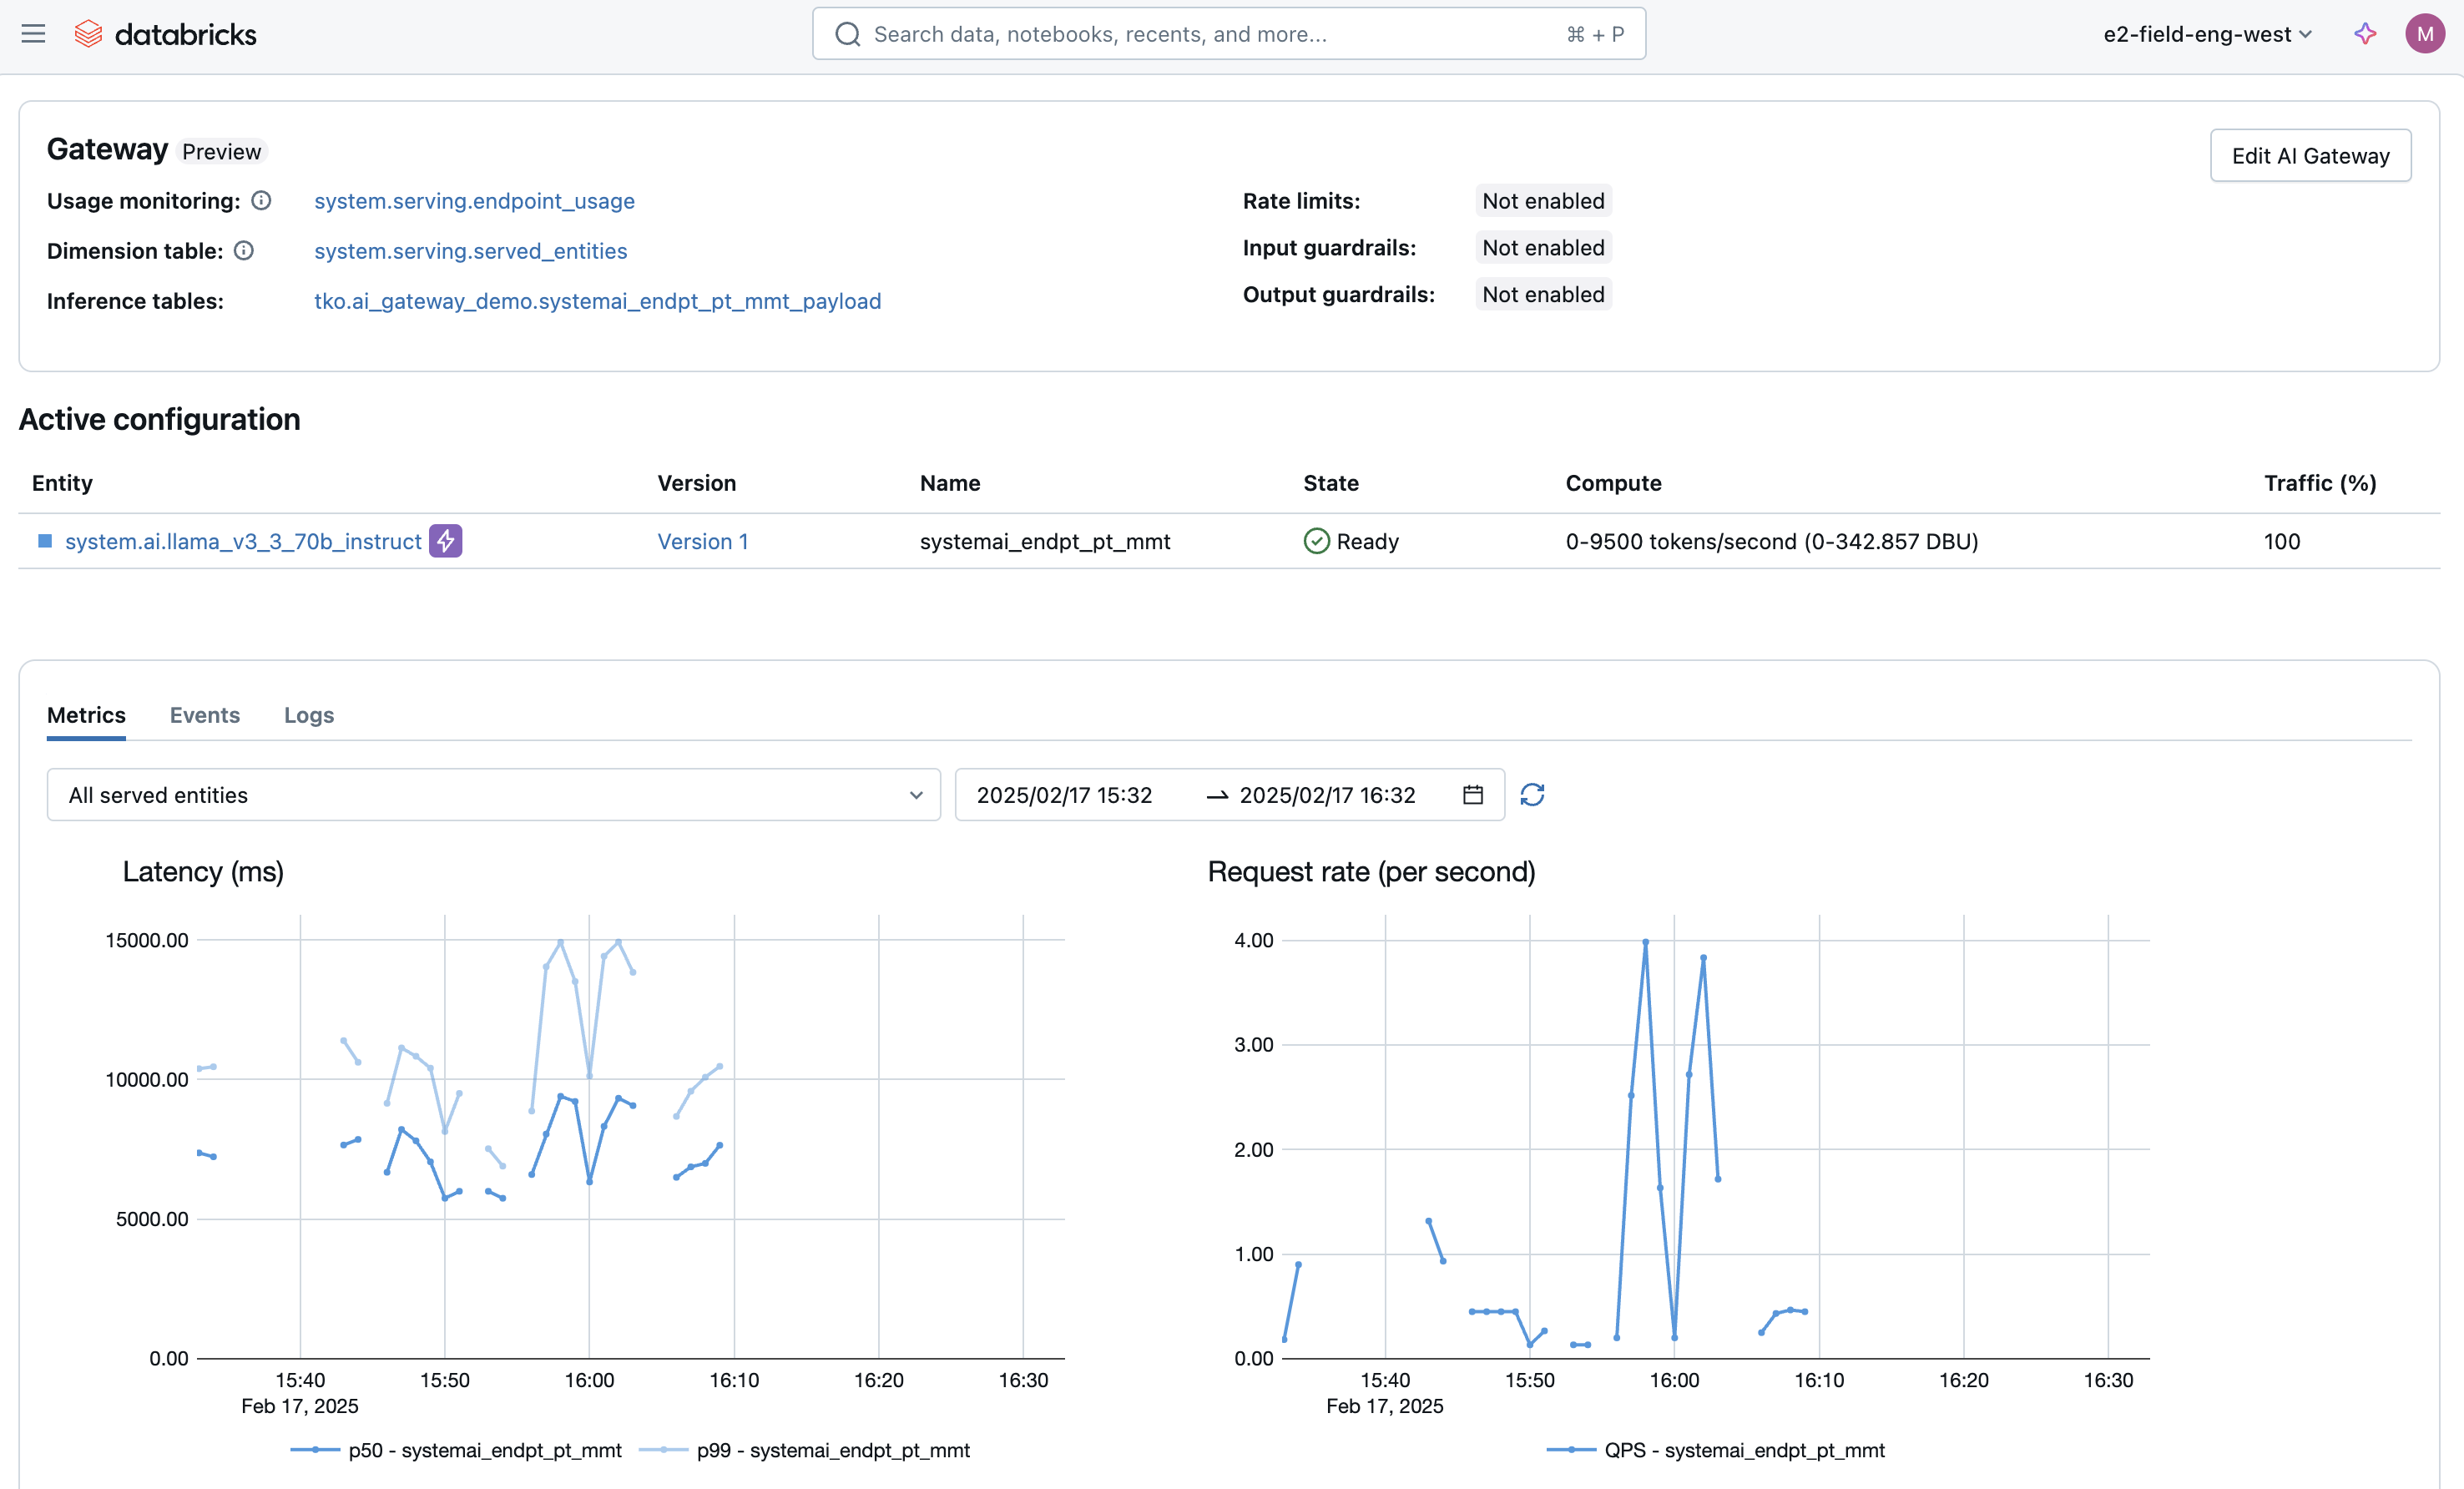 databricks
Search data, notebooks, recents, and more...
⌘ + P
e2-field-eng-west
M
Gateway Preview
Edit AI Gateway
Usage monitoring: system.serving.endpoint_usage
Dimension table: system.serving.served_entities
Inference tables: tko.ai_gateway_demo.systemai_endpt_pt_mmt_payload
Rate limits: Not enabled
Input guardrails: Not enabled
Output guardrails: Not enabled
Active configuration
Entity Version Name State Compute Traffic (%)
system.ai.llama_v3_3_70b_instruct Version 1 systemai_endpt_pt_mmt Ready 0-9500 tokens/second (0-342.857 DBU) 100
Metrics Events Logs
All served entities
2025/02/17 15:32 → 2025/02/17 16:32
Latency (ms)
15000.00
10000.00
5000.00
0.00
15:40 15:50 16:00 16:10 16:20 16:30
Feb 17, 2025
p50 - systemai_endpt_pt_mmt p99 - systemai_endpt_pt_mmt
Request rate (per second)
4.00
3.00
2.00
1.00
0.00
15:40 15:50 16:00 16:10 16:20 16:30
Feb 17, 2025
QPS - systemai_endpt_pt_mmt